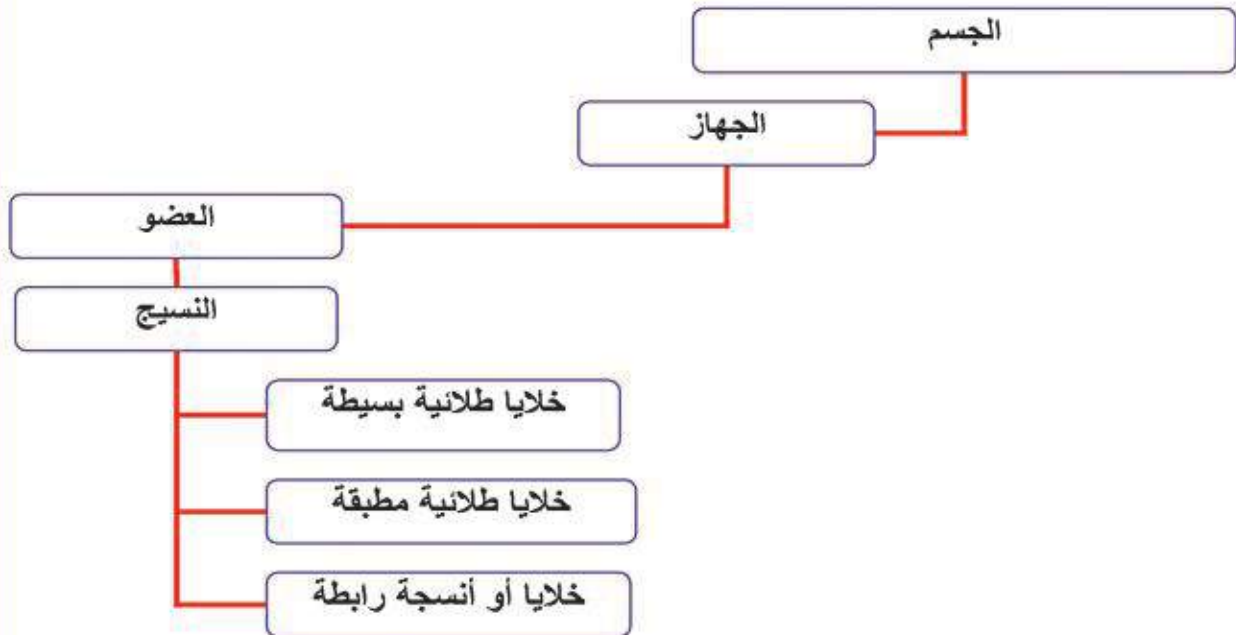 الجسم
الجهاز
العضو
النسيج
خلايا طلائية بسيطة
خلايا طلائية مطبقة
خلايا أو أنسجة رابطة